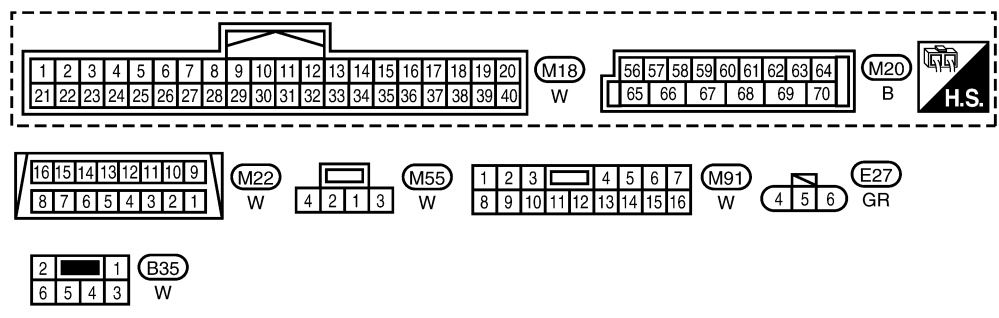 1 2 3 4 5 6 7 8 9 10 11 12 13 14 15 16 17 18 19 20 M18 56 57 58 59 60 61 62 63 64 M20
21 22 23 24 25 26 27 28 29 30 31 32 33 34 35 36 37 38 39 40 W 65 66 67 68 69 70 B H.S.
16 15 14 13 12 11 10 9 M22 M55 1 2 3 4 5 6 7 M91 E27
8 7 6 5 4 3 2 1 W 4 2 1 3 W 8 9 10 11 12 13 14 15 16 W 4 5 6 GR
2 1 B35
6 5 4 3 W